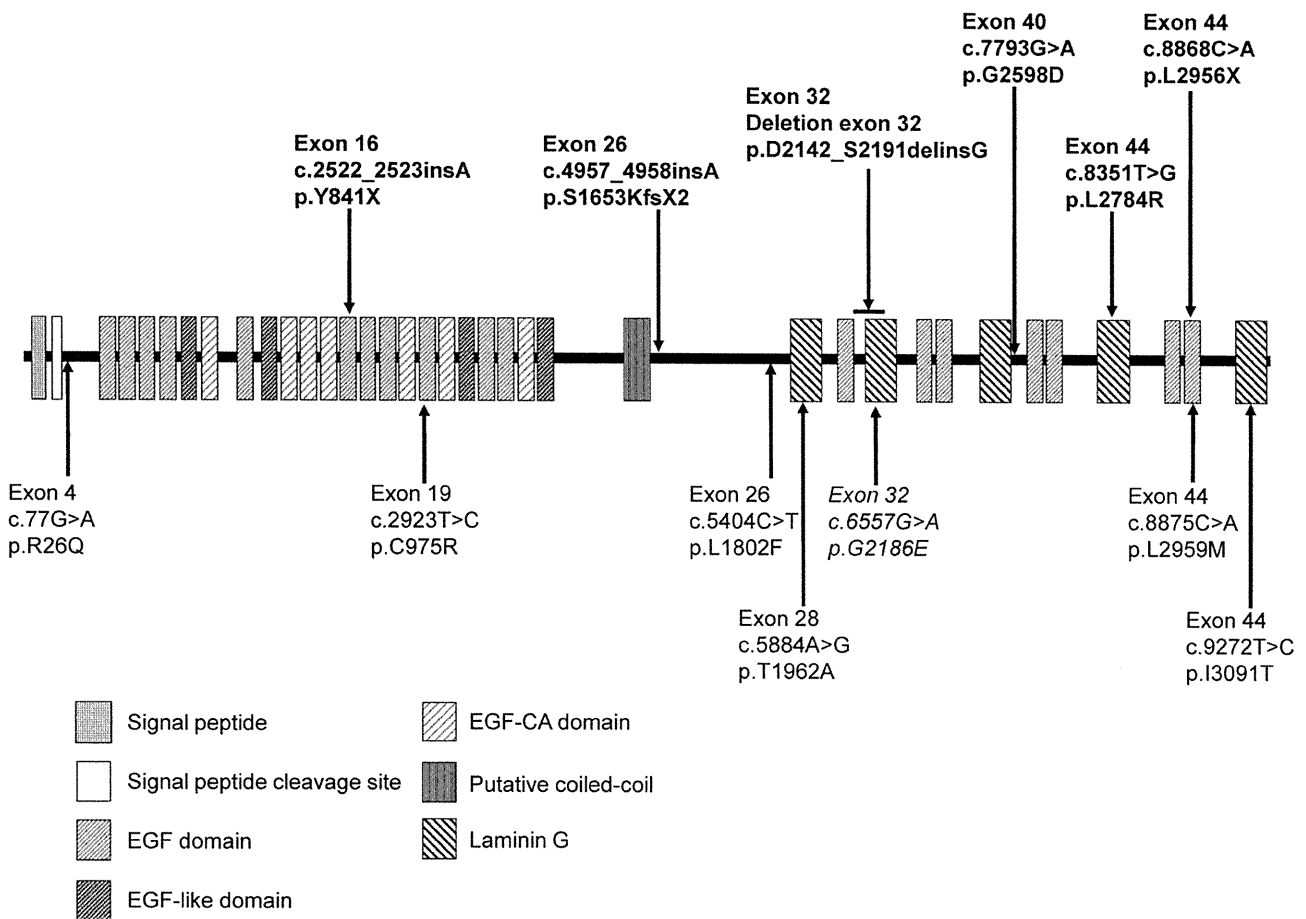 Exon 40
c.7793G>A
p.G2598D
Exon 44
c.8868C>A
p.L2956X
Exon 32
Deletion exon 32
p.D2142_S2191delinsG
Exon 16
c.2522_2523insA
p.Y841X
Exon 26
c.4957_4958insA
p.S1653KfsX2
Exon 44
c.8351T>G
p.L2784R
Exon 4
c.77G>A
p.R26Q
Exon 19
c.2923T>C
p.C975R
Exon 26
c.5404C>T
p.L1802F
Exon 32
c.6557G>A
p.G2186E
Exon 44
c.8875C>A
p.L2959M
Exon 28
c.5884A>G
p.T1962A
Exon 44
c.9272T>C
p.I3091T
Signal peptide
Signal peptide cleavage site
EGF domain
EGF-like domain
EGF-CA domain
Putative coiled-coil
Laminin G